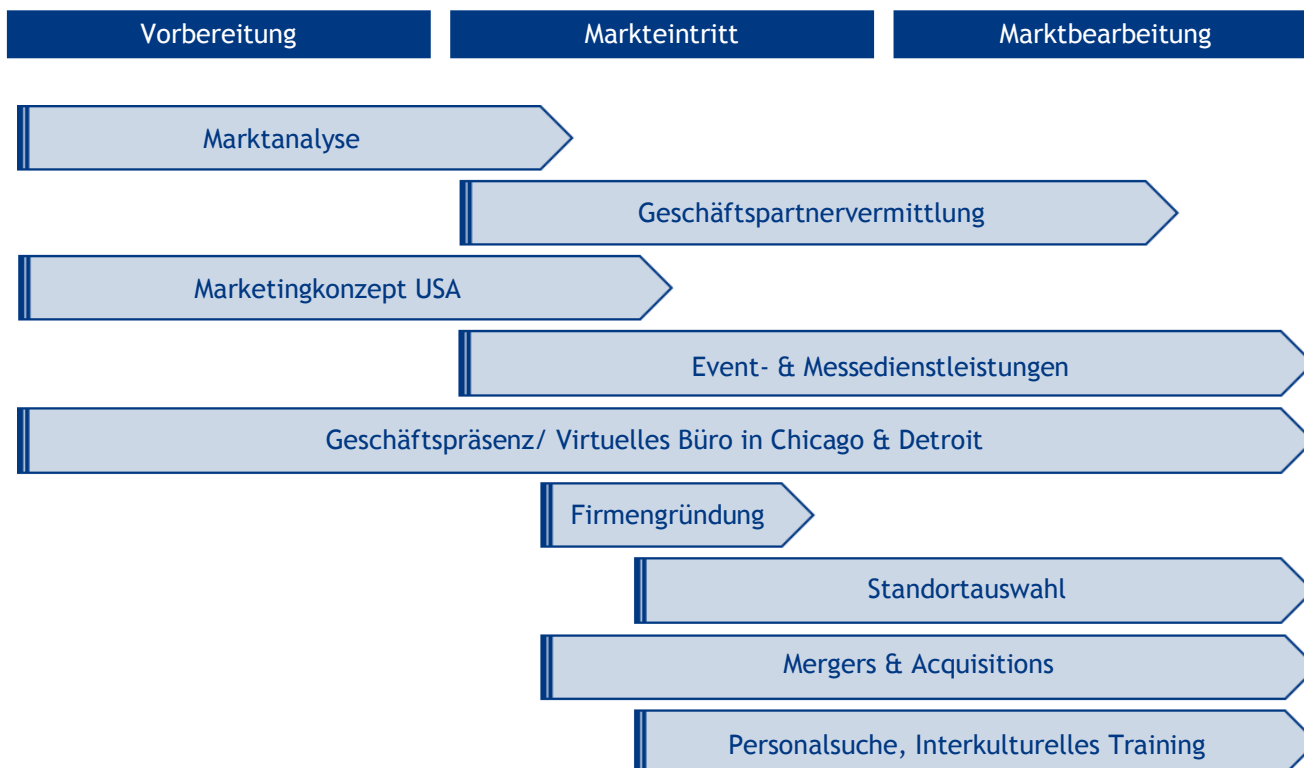 Vorbereitung
Markteintritt
Marktbearbeitung
Marktanalyse
Geschäftspartnervermittlung
Marketingkonzept USA
Event- & Messedienstleistungen
Geschäftspräsenz/ Virtuelles Büro in Chicago & Detroit
Firmengründung
Standortauswahl
Mergers & Acquisitions
Personalsuche, Interkulturelles Training